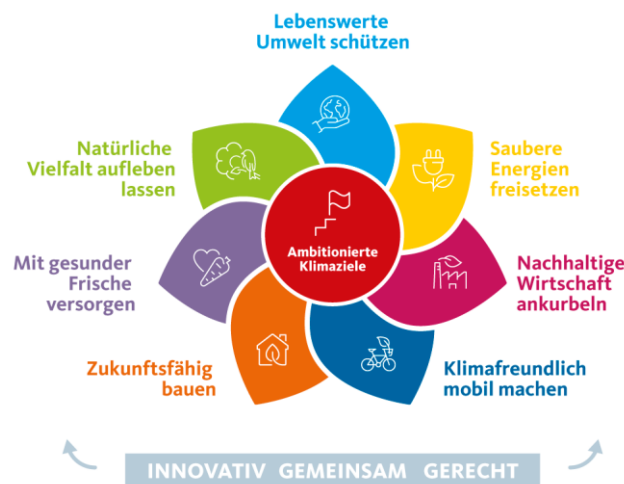 Lebenswerte
Umwelt schützen
Saubere
Energien
freisetzen
Nachhaltige
Wirtschaft
ankurbeln
Klimafreundlich
mobil machen
Zukunftsfähig
bauen
Mit gesunder
Frische
versorgen
Natürliche
Vielfalt aufleben
lassen
Ambitionierte
Klimaziele
INNOVATIV GEMEINSAM GERECHT